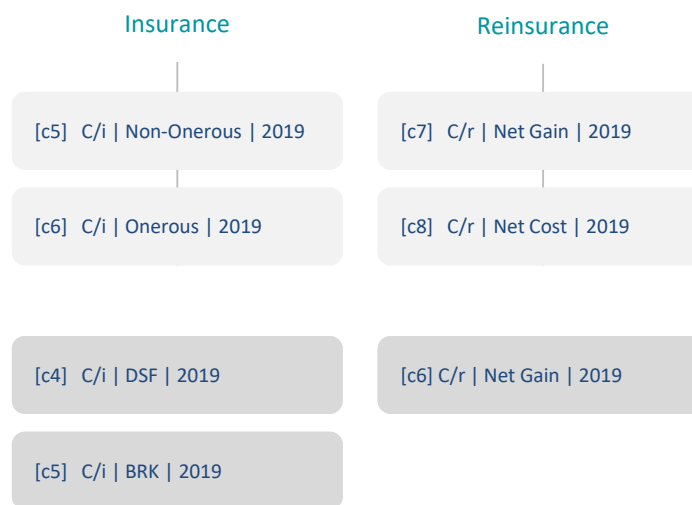 Insurance
Reinsurance
[c5] C/i | Non-Onerous | 2019
[c7] C/r | Net Gain | 2019
[c6] C/i | Onerous | 2019
[c8] C/r | Net Cost | 2019
[c4] C/i | DSF | 2019
[c6] C/r | Net Gain | 2019
[c5] C/i | BRK | 2019